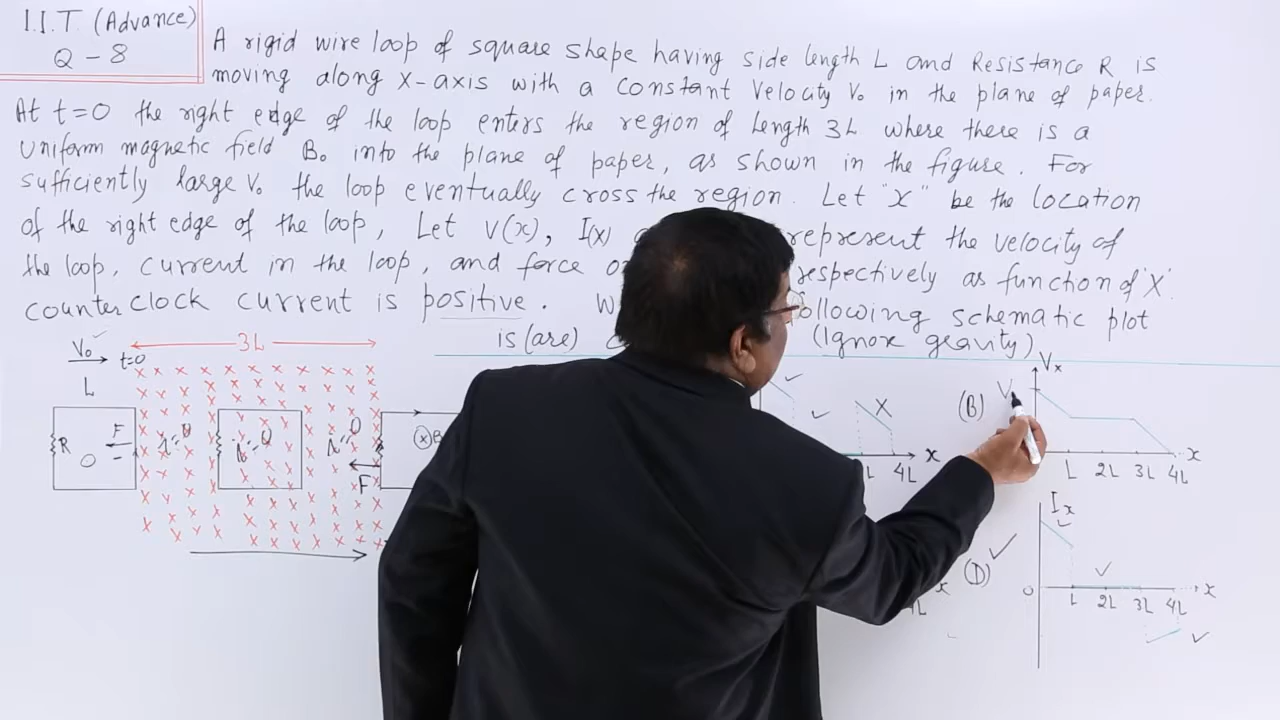 I.I.T. (Advance)
Q - 8
A rigid wire loop of square shape having side length L and Resistance R is
moving along X-axis with a constant Velocity V₀ in the plane of paper.
At t=0 the right edge of the loop enters the region of length 3L where there is a
uniform magnetic field B₀ into the plane of paper, as shown in the figure. For
sufficiently large V₀ the loop eventually cross the region. Let "x" be the location
of the right edge of the loop, Let V(x), I(x) represent the velocity of
the loop, current in the loop, and force respectively as function of 'X'.
counter clock current is positive. following schematic plot
is (are) (Ignore gravity)
V₀
t=0
3L
L
R
F
0
F
X B
X
x
4L
(B)
V
Vx
L 2L 3L 4L x
(D)
Ix
0
L 2L 3L 4L x
x
4L